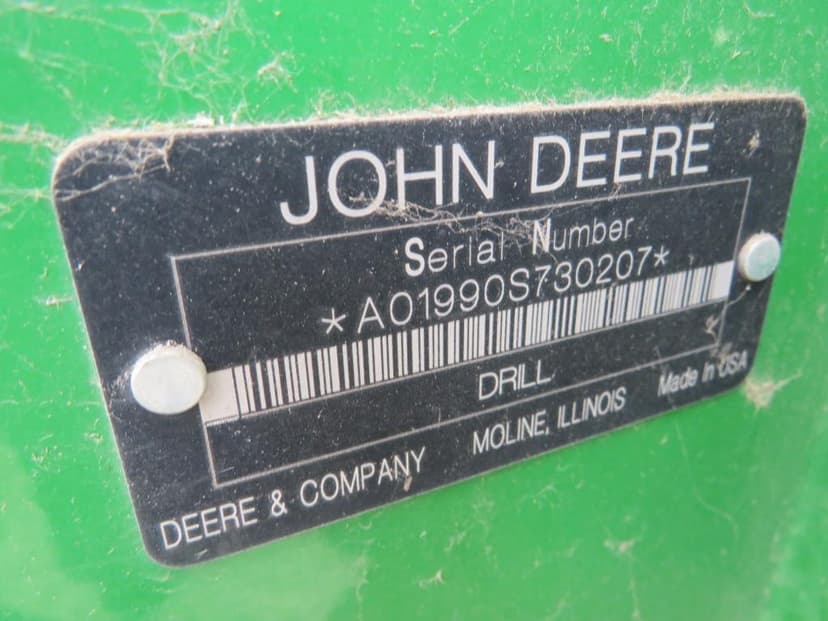 JOHN DEERE
Serial Number
*A01990S730207*
DRILL
DEERE & COMPANY MOLINE, ILLINOIS Made In USA